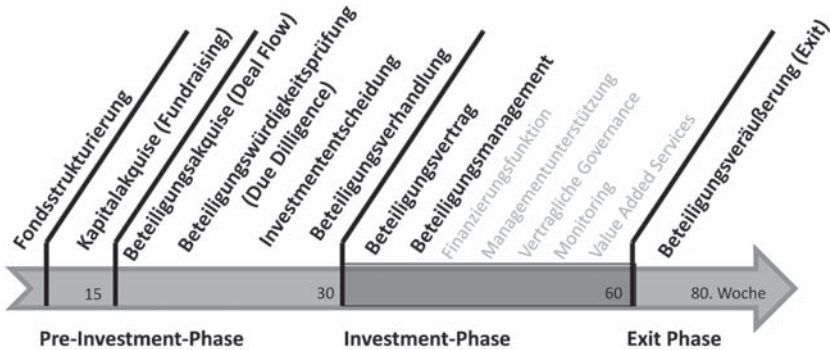 Fondsstrukturierung
Kapitalakquise (Fundraising)
Beteiligungsakquise (Deal Flow)
Beteiligungswürdigkeitsprüfung
(Due Dilligence)
Investmententscheidung
Beteiligungsverhandlung
Beteiligungsvertrag
Beteiligungsmanagement
Finanzierungsfunktion
Managementunterstützung
Vertragliche Governance
Monitoring
Value Added Services
Beteiligungsveräußerung (Exit)
15
30
60
80. Woche
Pre-Investment-Phase
Investment-Phase
Exit Phase